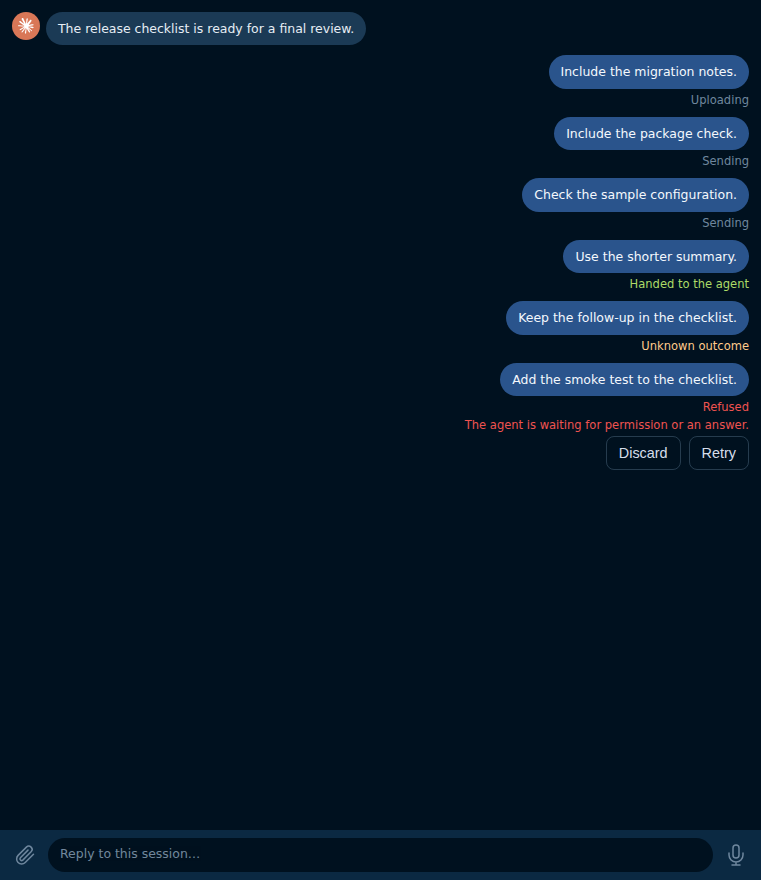 The release checklist is ready for a final review.
Include the migration notes.
Uploading
Include the package check.
Sending
Check the sample configuration.
Sending
Use the shorter summary.
Handed to the agent
Keep the follow-up in the checklist.
Unknown outcome
Add the smoke test to the checklist.
Refused
The agent is waiting for permission or an answer.
Discard Retry
Reply to this session...